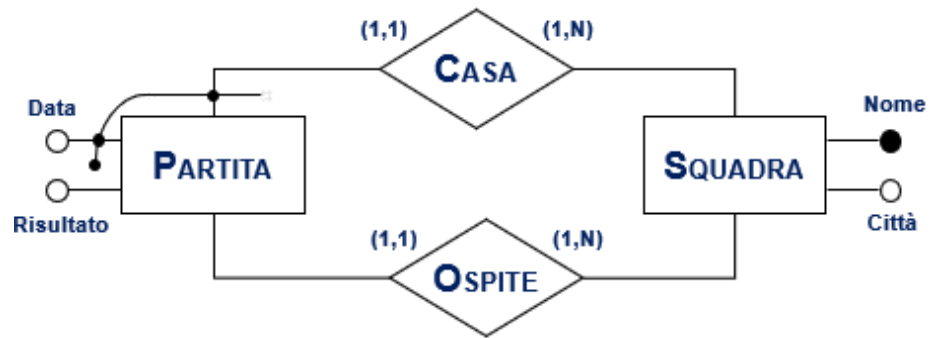 (1,1) (1,N)
CASA
Data Nome
PARTITA SQUADRA
Risultato Città
(1,1) (1,N)
OSPITE